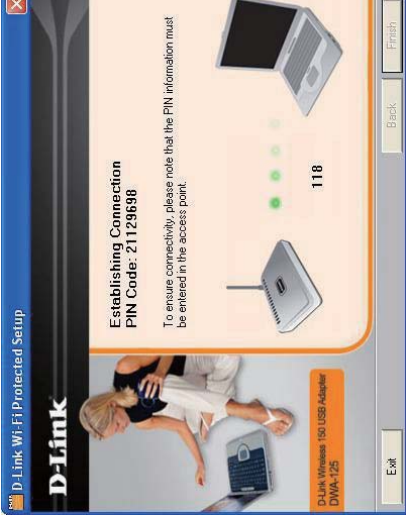 D-Link Wi-Fi Protected Setup
D-Link
Establishing Connection
PIN Code: 21129698
To ensure connectivity, please note that the PIN information must
be entered in the access point.
118
D-Link Wireless 150 USB Adapter
DWA-125
Exit
Back
Finish